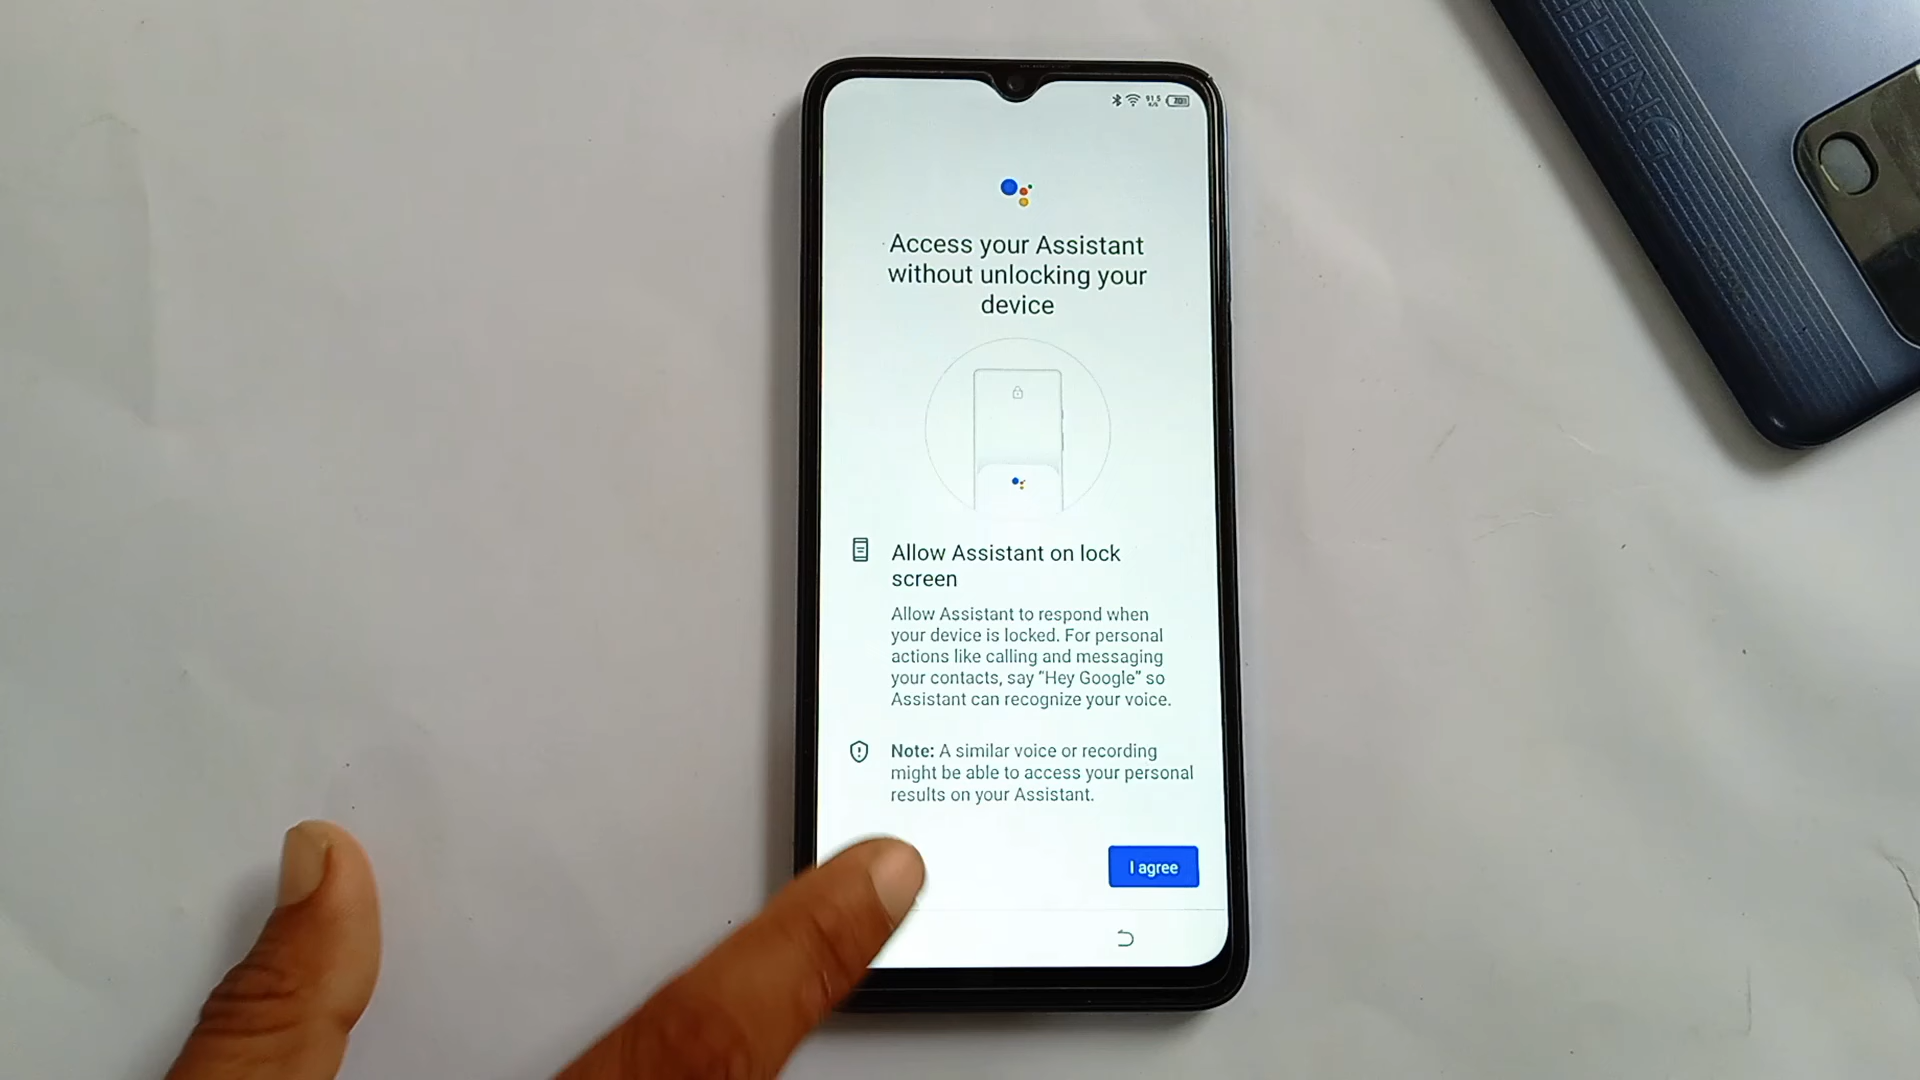 91.5
K/s
Access your Assistant
without unlocking your
device
Allow Assistant on lock
screen
Allow Assistant to respond when
your device is locked. For personal
actions like calling and messaging
your contacts, say “Hey Google” so
Assistant can recognize your voice.
Note: A similar voice or recording
might be able to access your personal
results on your Assistant.
I agree